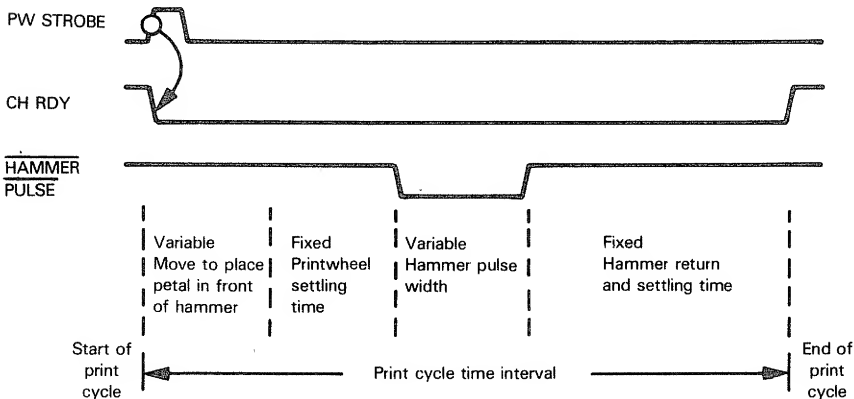 PW STROBE
CH RDY
HAMMER
PULSE
Variable
Move to place
petal in front
of hammer
Fixed
Printwheel
settling
time
Variable
Hammer pulse
width
Fixed
Hammer return
and settling time
Start of
print
cycle
Print cycle time interval
End of
print
cycle